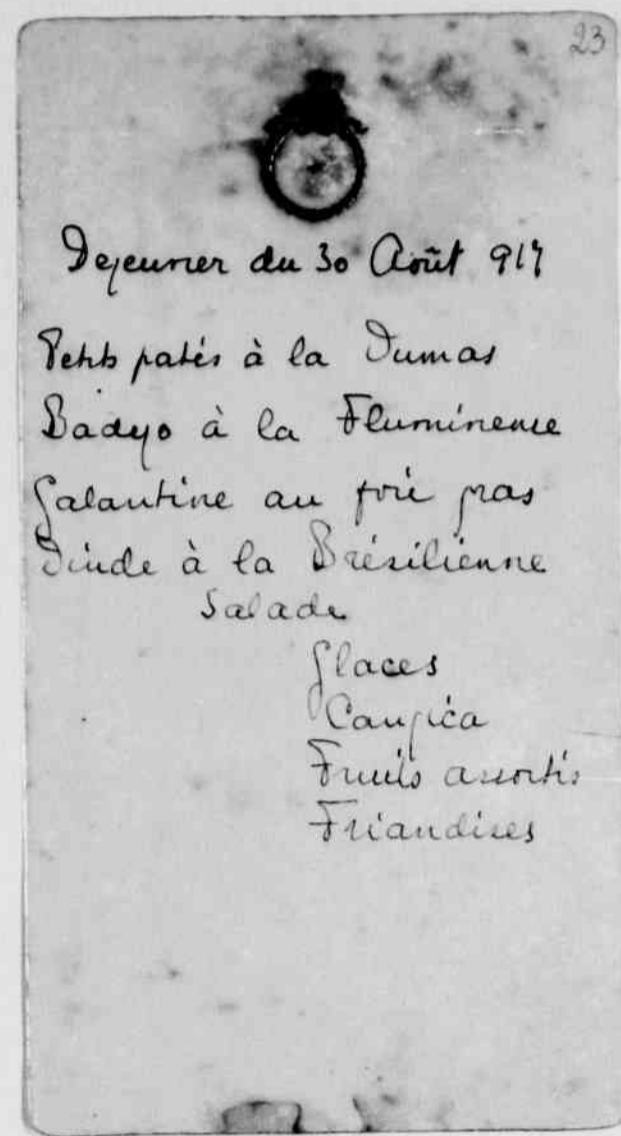 23
Dejeuner du 30 Août 917
Petits patés à la Dumas
Badejo à la Fluminense
Galantine au foie gras
Dinde à la Brésilienne
Salade
Glaces
Canjica
Fruits assortis
Friandises